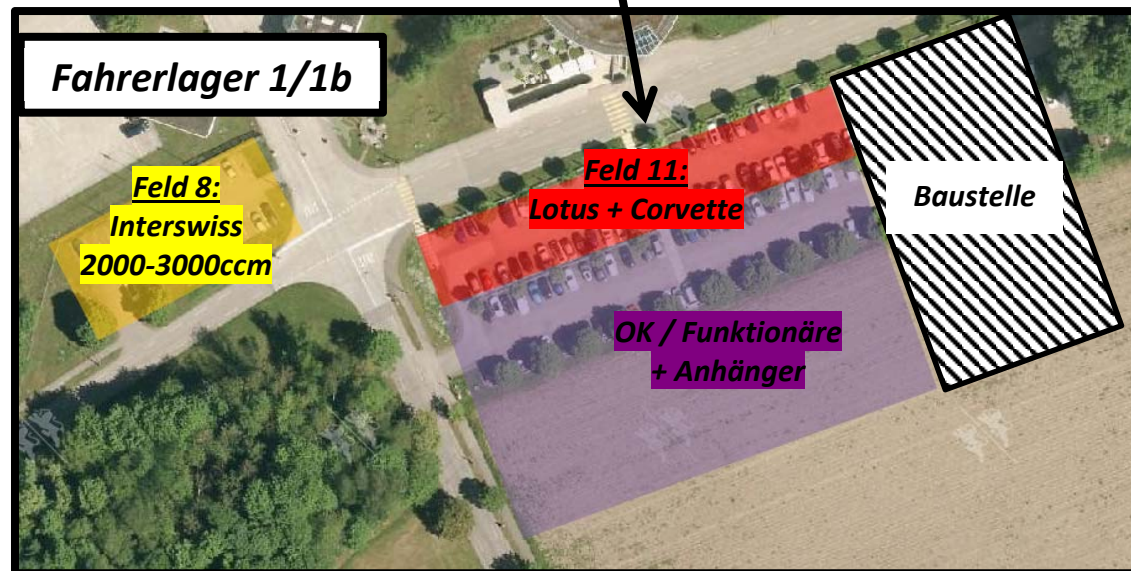 Fahrerlager 1/1b
Feld 8:
Interswiss
2000-3000ccm
Feld 11:
Lotus + Corvette
Baustelle
OK / Funktionäre
+ Anhänger